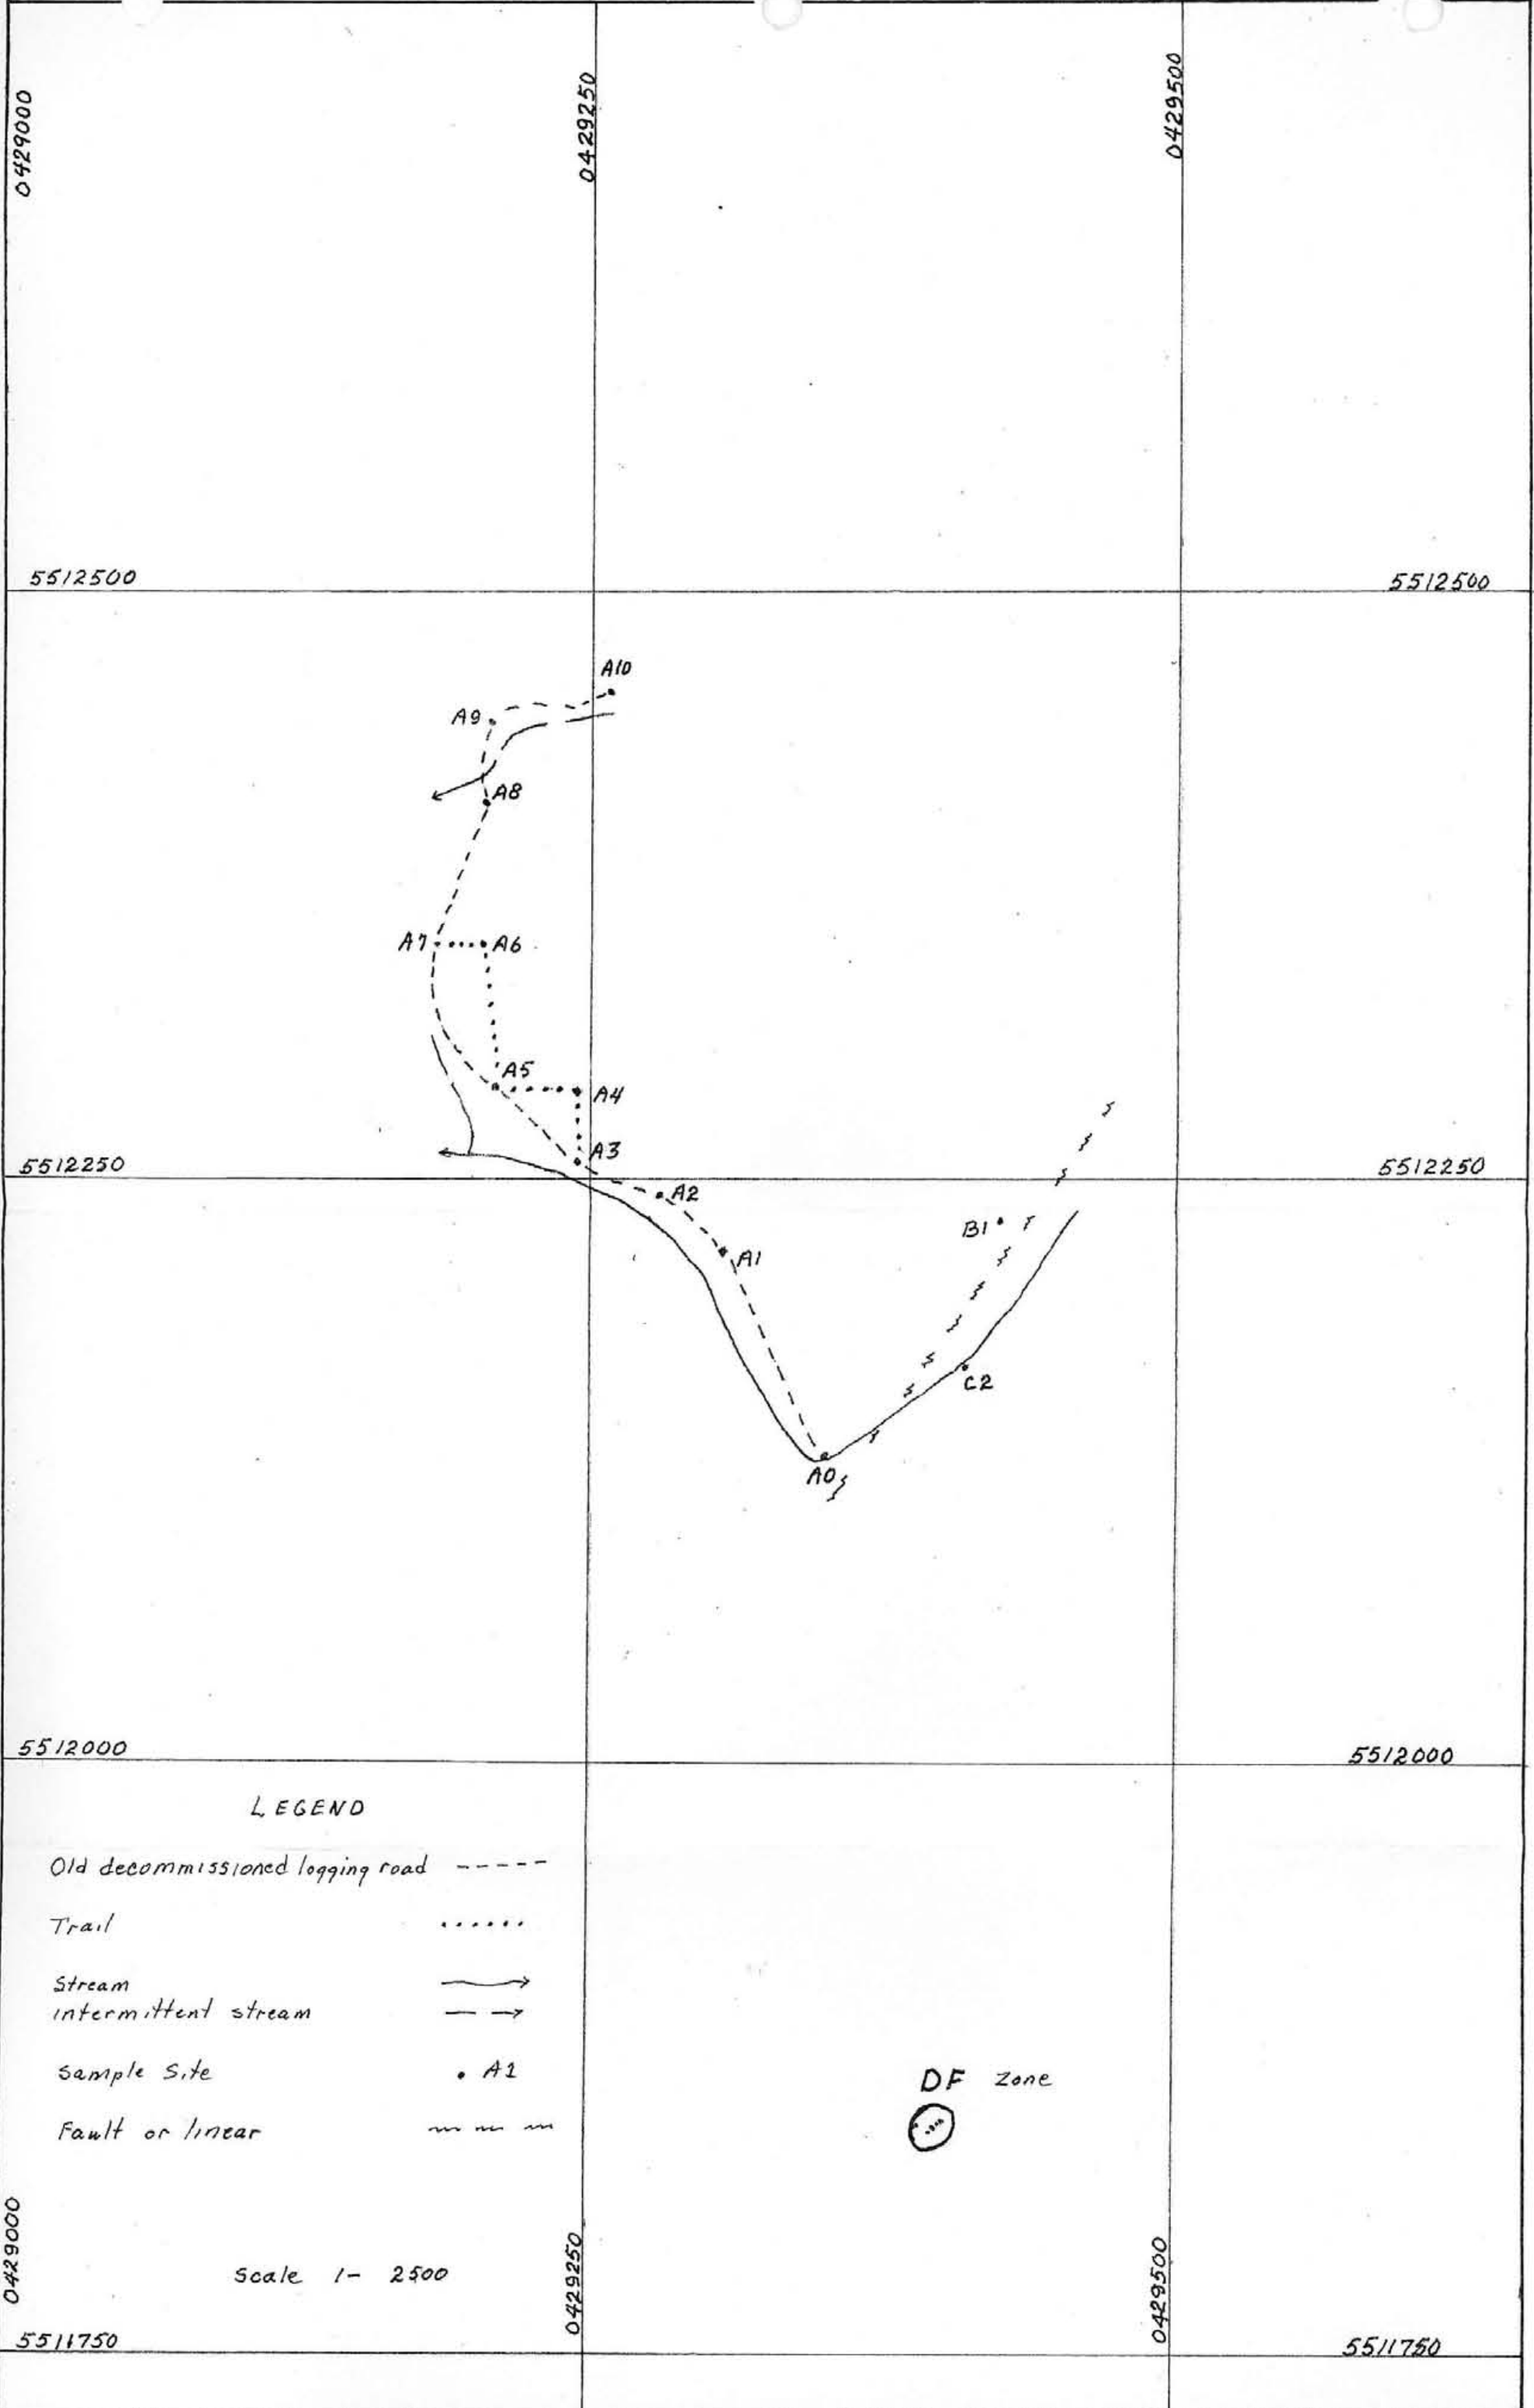 0429000
0429250
0429500
5512500
5512500
A10
A9
A8
A7
A6
A5
A4
A3
5512250
5512250
A2
B1
A1
C2
A0
5512000
5512000
LEGEND
Old decommissioned logging road
Trail
Stream
intermittent stream
Sample Site
A1
DF Zone
Fault or linear
0429000
0429250
0429500
Scale 1- 2500
5511750
5511750